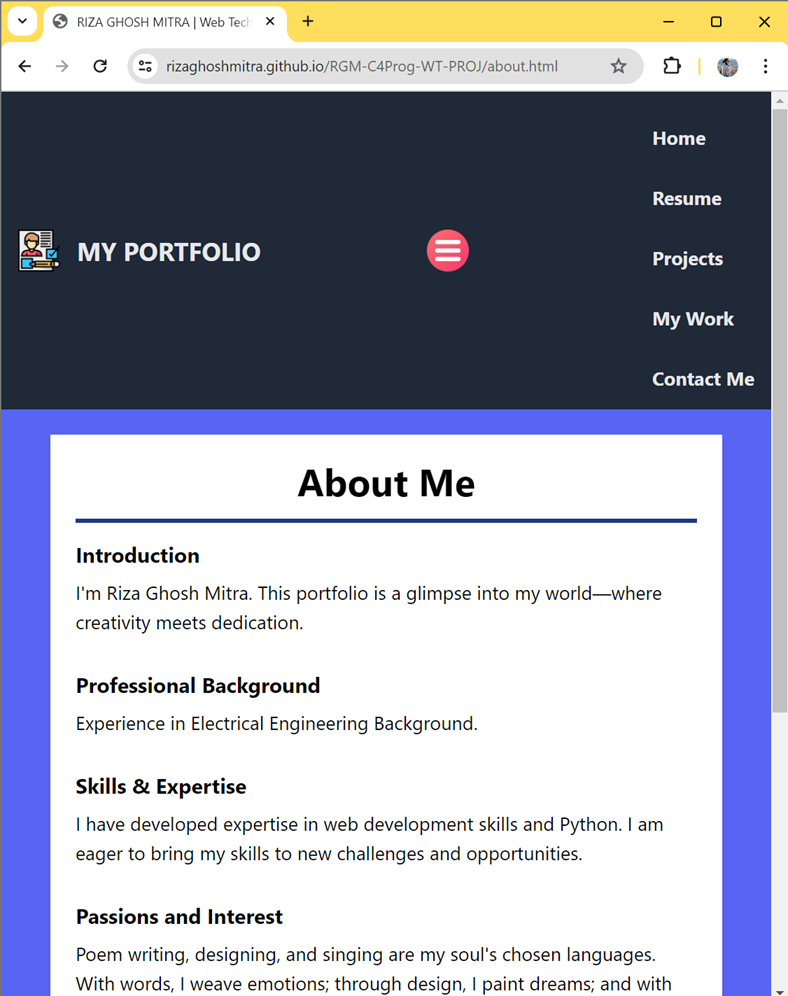 RIZA GHOSH MITRA | Web Tech
rizaghoshmitra.github.io/RGM-C4Prog-WT-PROJ/about.html
MY PORTFOLIO
Home
Resume
Projects
My Work
Contact Me
About Me
Introduction
I'm Riza Ghosh Mitra. This portfolio is a glimpse into my world—where
creativity meets dedication.
Professional Background
Experience in Electrical Engineering Background.
Skills & Expertise
I have developed expertise in web development skills and Python. I am
eager to bring my skills to new challenges and opportunities.
Passions and Interest
Poem writing, designing, and singing are my soul's chosen languages.
With words, I weave emotions; through design, I paint dreams; and with